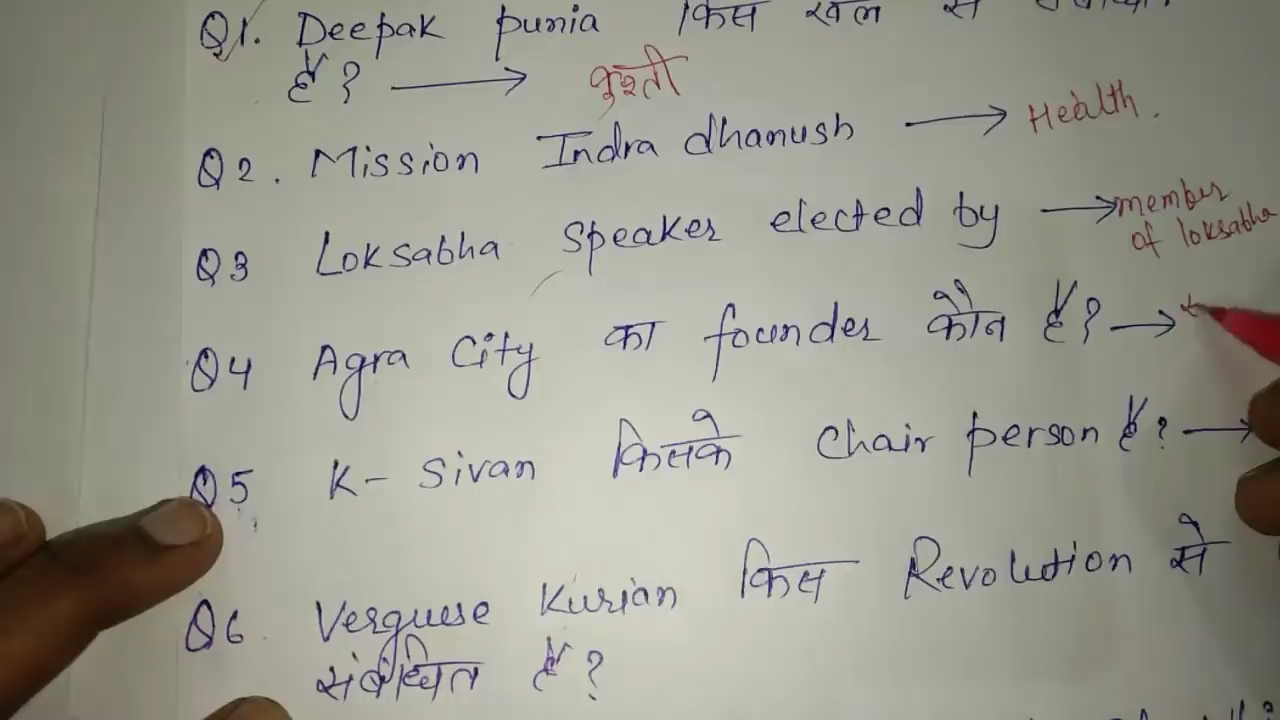 Q1. Deepak punia किस खेल से
है? → कुश्ती
Q2. Mission Indra dhanush → Health.
Q3 Loksabha speaker elected by → member
of loksabha
Q4 Agra City का founder कौन है? →
Q5 K- Sivan किसके Chair person है? →
Q6 Verguese Kurian किस Revolution से
संबंधित है?